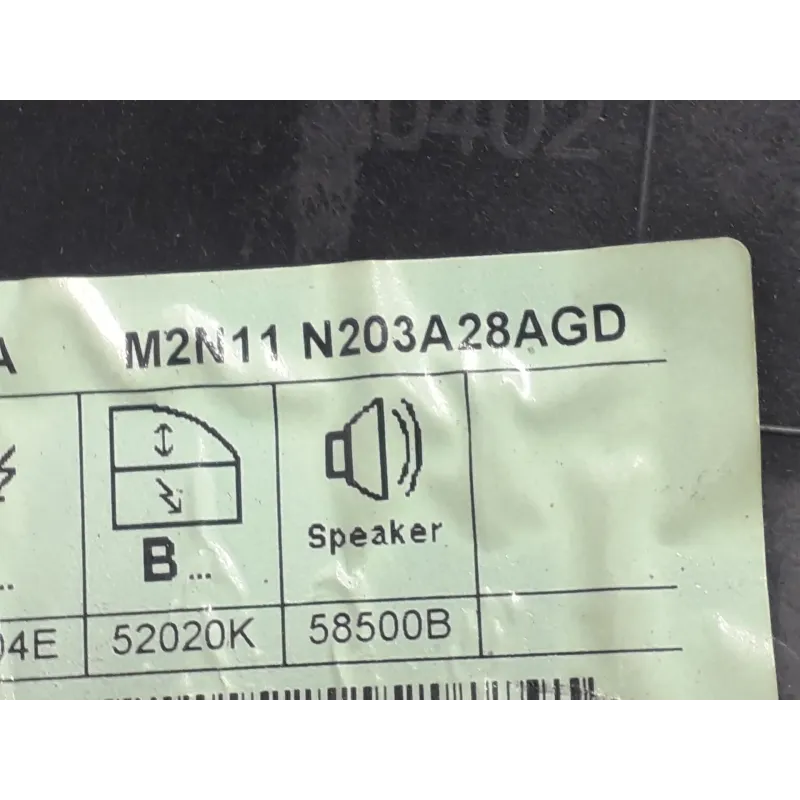 0402
A M2N11 N203A28AGD
B... Speaker
04E 52020K 58500B